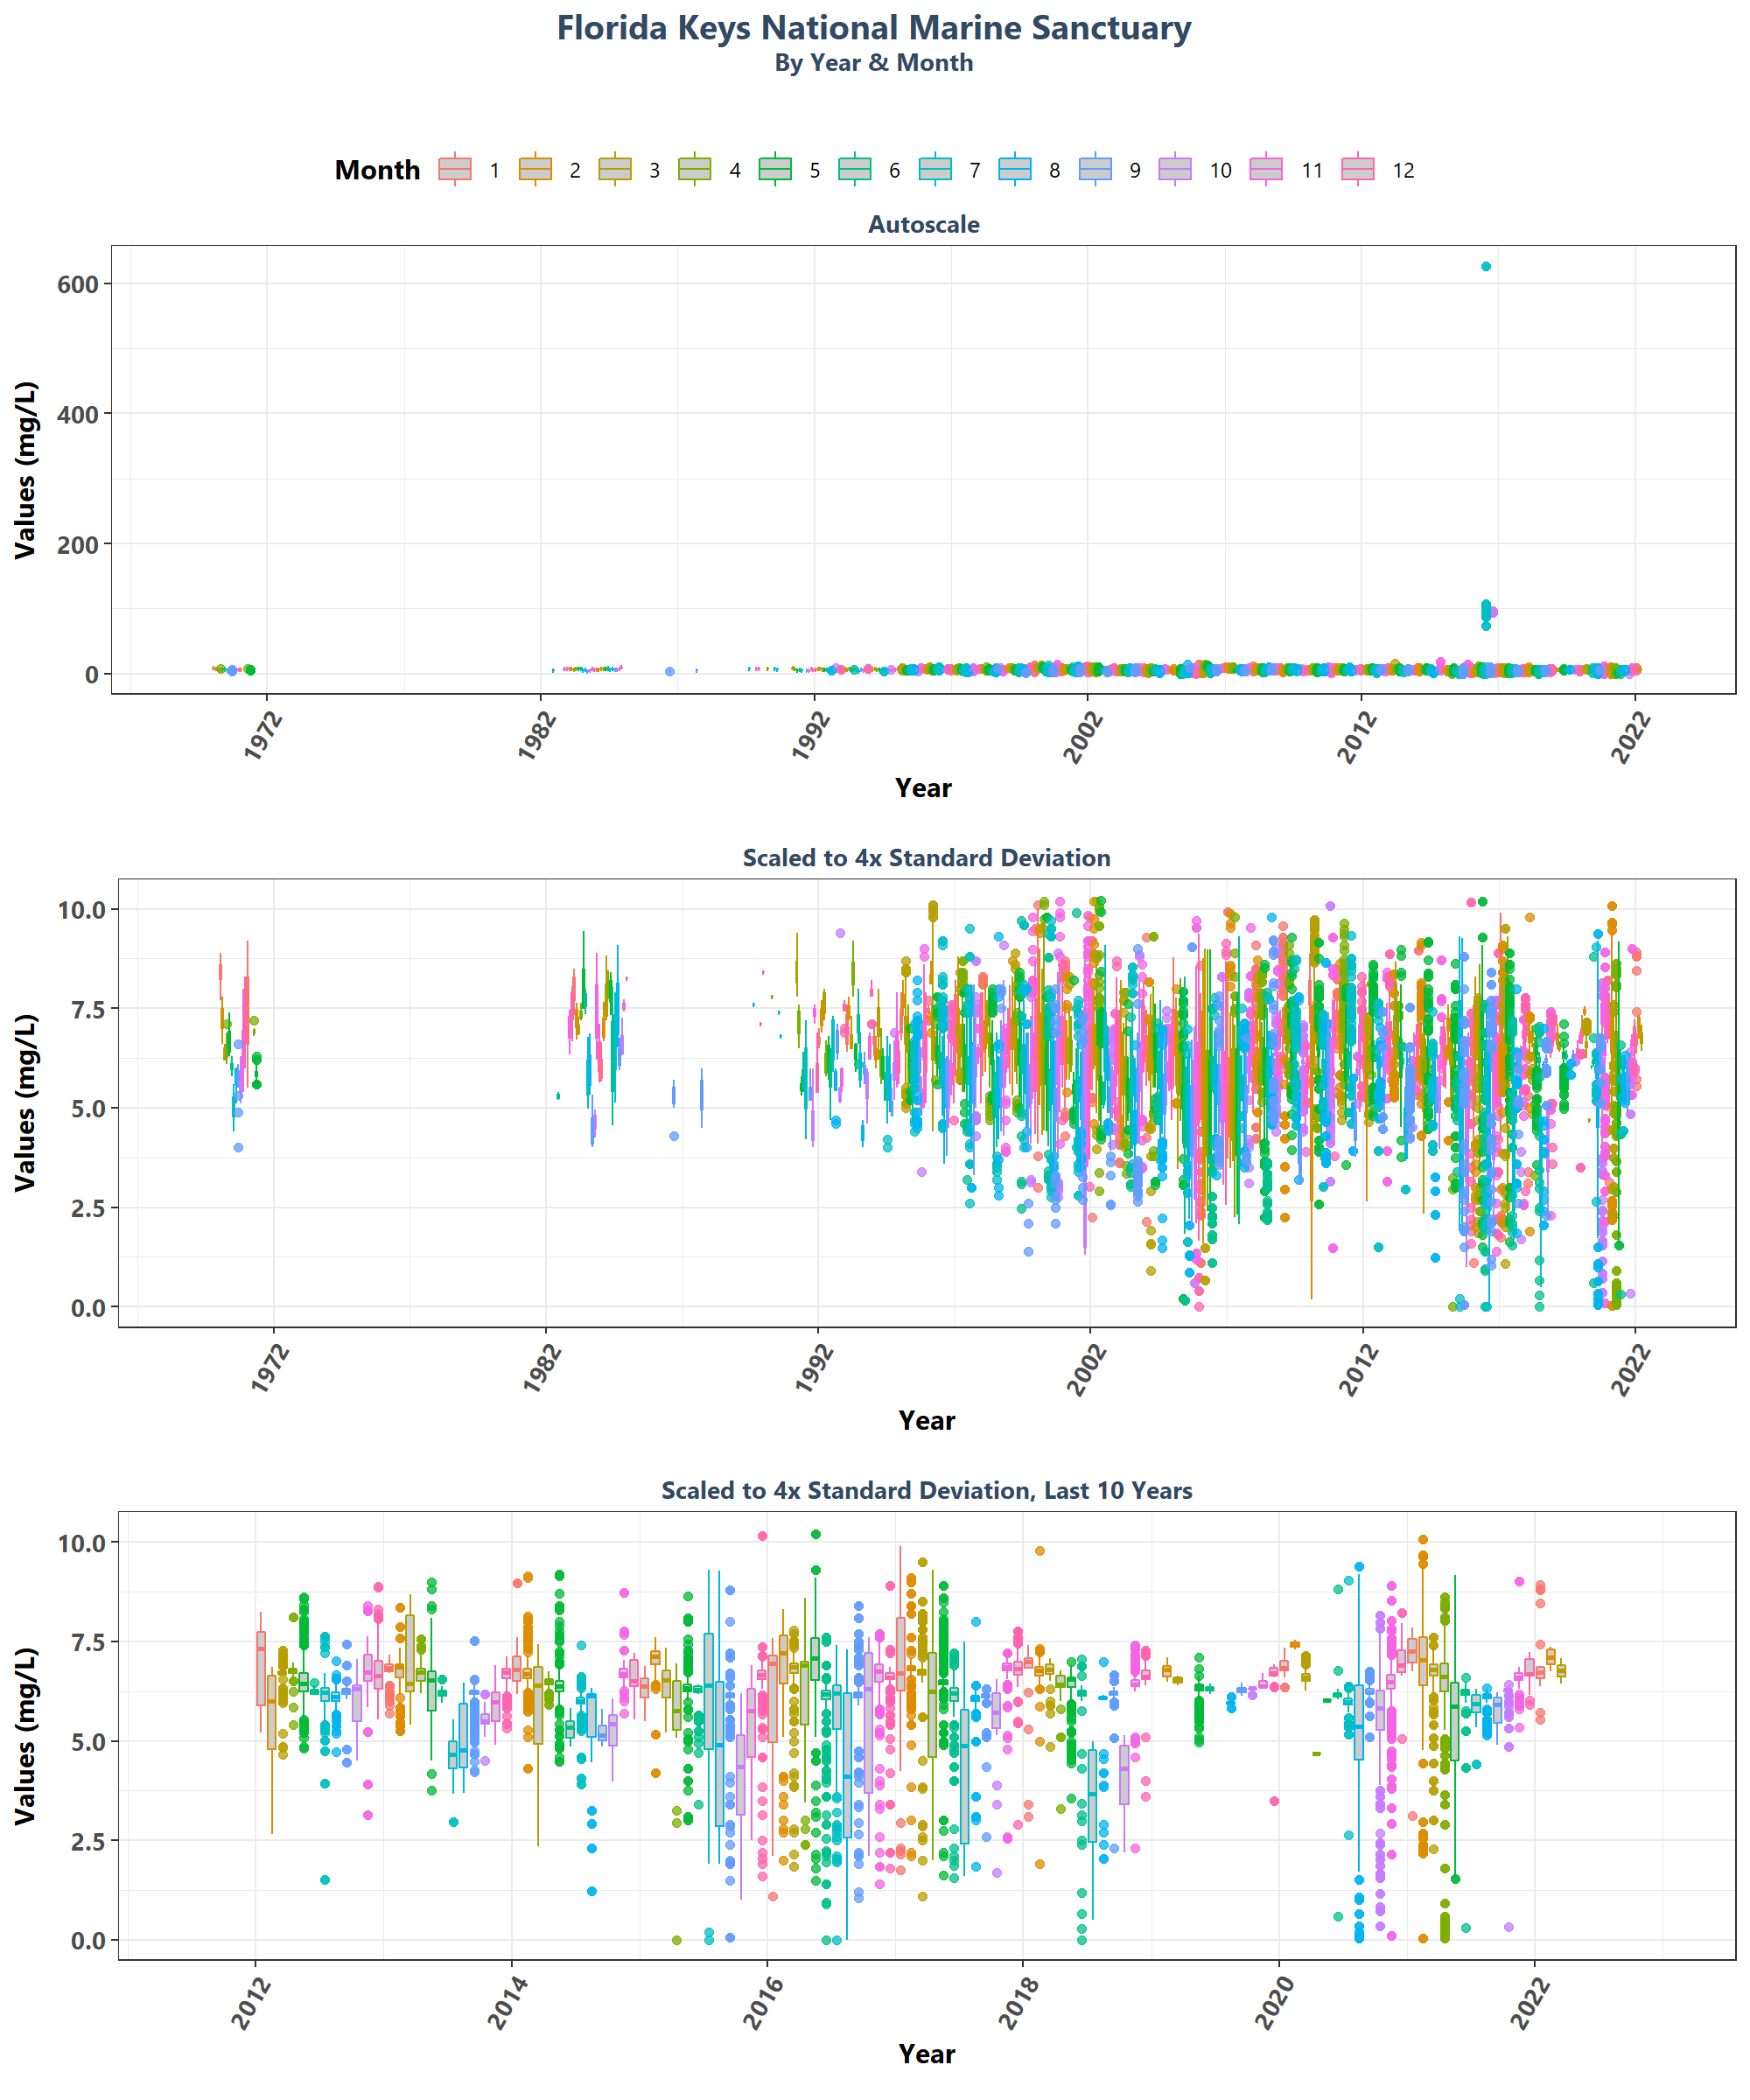 Florida Keys National Marine Sanctuary
By Year & Month
Month 1 2 3 4 5 6 7 8 9 10 11 12
Autoscale
Values (mg/L)
600
400
200
0
1972 1982 1992 2002 2012 2022
Year
Scaled to 4x Standard Deviation
Values (mg/L)
10.0
7.5
5.0
2.5
0.0
1972 1982 1992 2002 2012 2022
Year
Scaled to 4x Standard Deviation, Last 10 Years
Values (mg/L)
10.0
7.5
5.0
2.5
0.0
2012 2014 2016 2018 2020 2022
Year